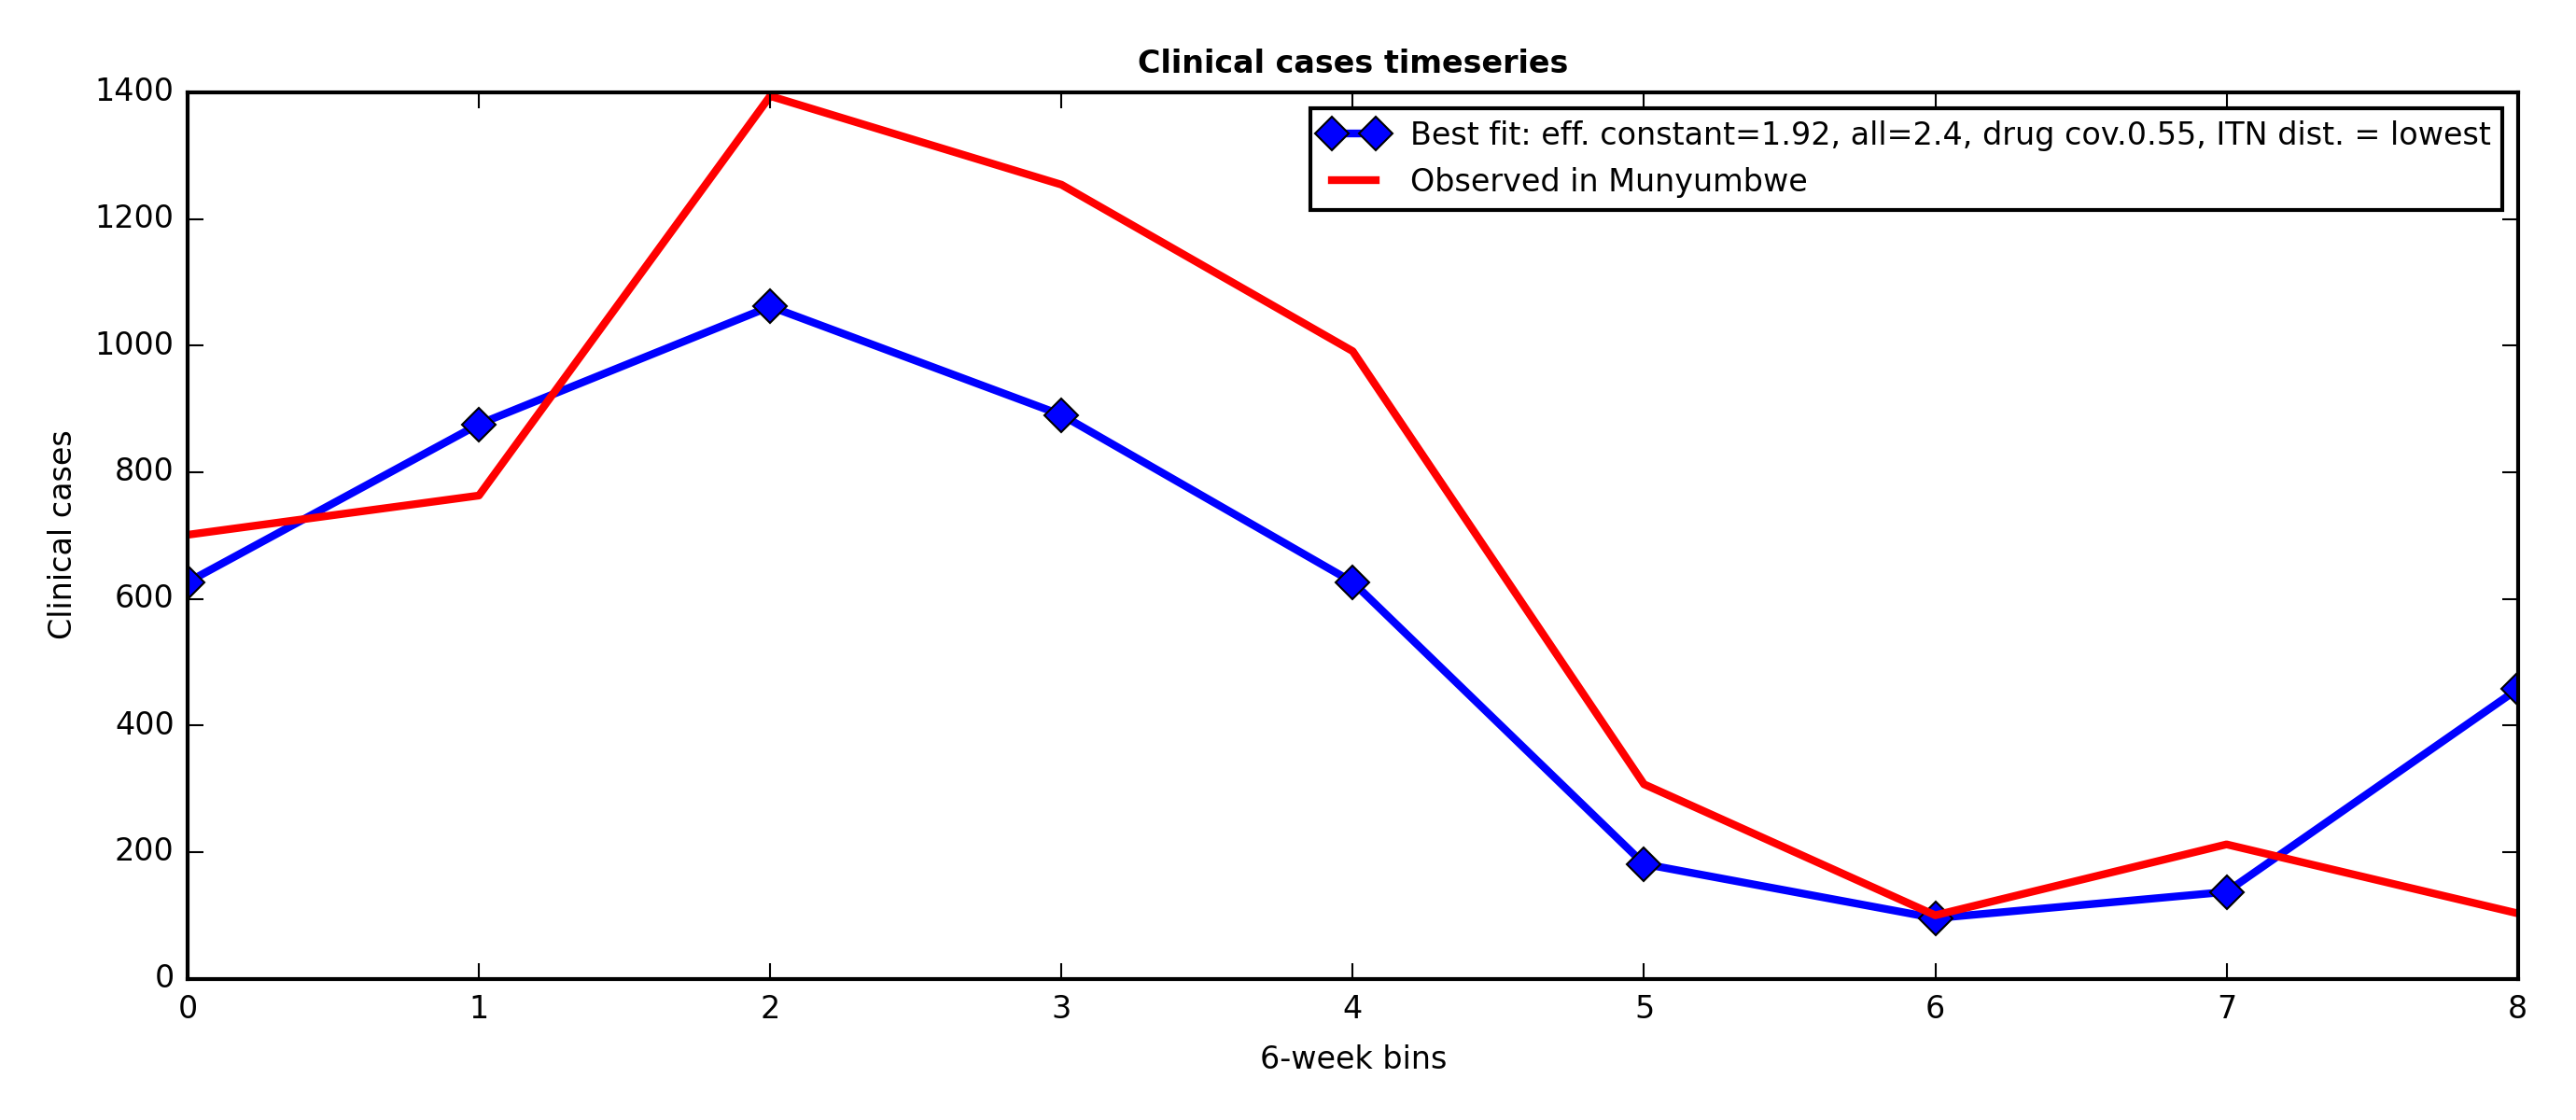 Clinical cases timeseries
1400
1200
1000
800
600
400
200
0
Clinical cases
Best fit: eff. constant=1.92, all=2.4, drug cov.0.55, ITN dist. = lowest
Observed in Munyumbwe
0 1 2 3 4 5 6 7 8
6-week bins